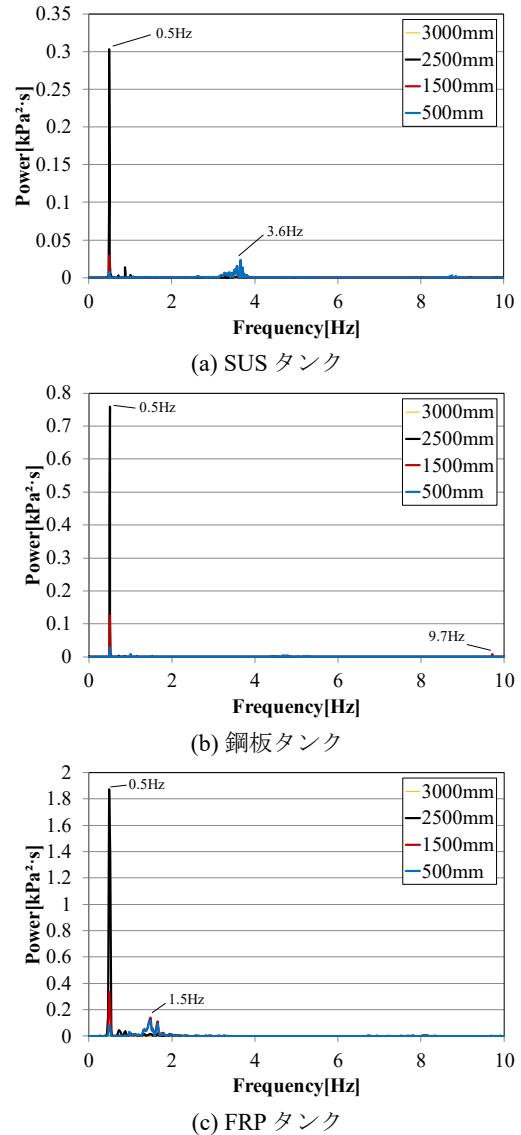 0.35
0.3
0.25
0.2
0.15
0.1
0.05
0
Power[kPa²·s]
0.5Hz
3.6Hz
3000mm
2500mm
1500mm
500mm
0 2 4 6 8 10
Frequency[Hz]
(a) SUS タンク
0.8
0.7
0.6
0.5
0.4
0.3
0.2
0.1
0
Power[kPa²·s]
0.5Hz
9.7Hz
3000mm
2500mm
1500mm
500mm
0 2 4 6 8 10
Frequency[Hz]
(b) 鋼板タンク
2
1.8
1.6
1.4
1.2
1
0.8
0.6
0.4
0.2
0
Power[kPa²·s]
0.5Hz
1.5Hz
3000mm
2500mm
1500mm
500mm
0 2 4 6 8 10
Frequency[Hz]
(c) FRP タンク